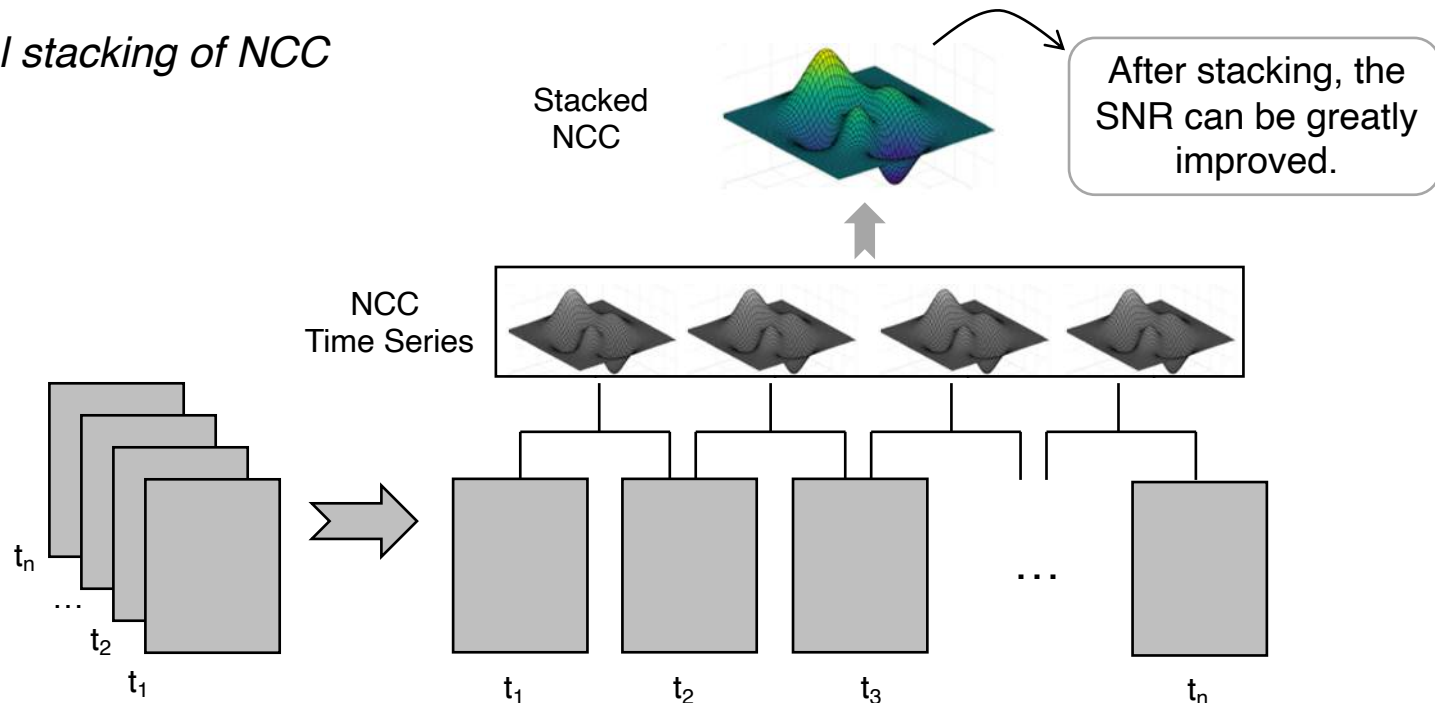 stacking of NCC
Stacked
NCC
After stacking, the
SNR can be greatly
improved.
NCC
Time Series
tn
...
t2
t1
t1
t2
t3
...
tn